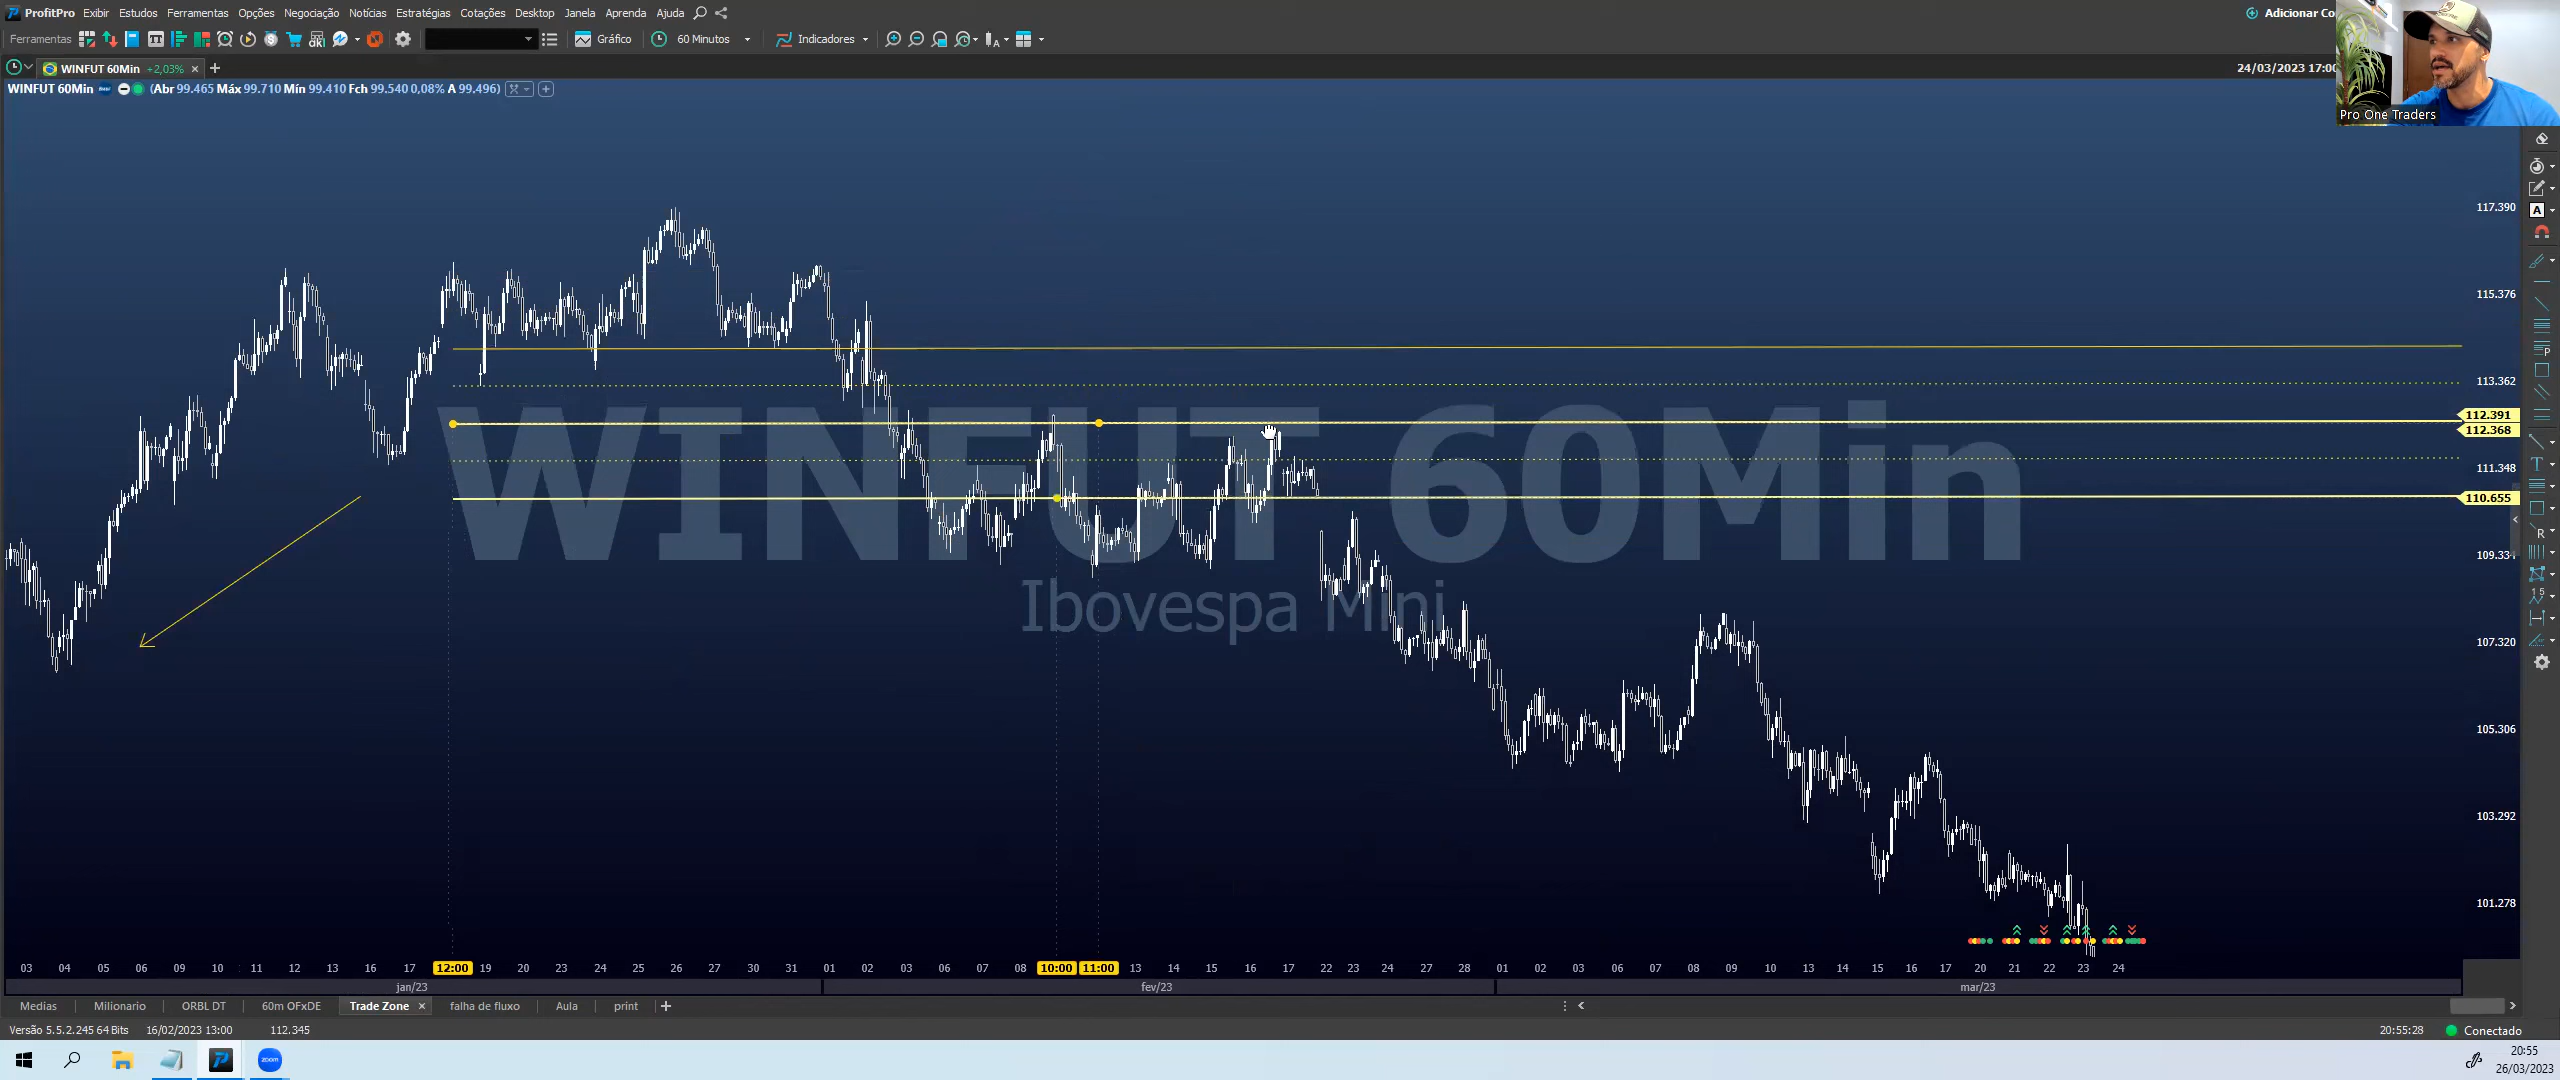 ProfitPro Exibir Estudos Ferramentas Opções Negociação Notícias Estratégias Cotações Desktop Janela Aprenda Ajuda
Adicionar Co
Ferramentas
Gráfico
60 Minutos
Indicadores
WINFUT 60Min +2,03%
24/03/2023 17:00
WINFUT 60Min (Abr 99.465 Máx 99.710 Mín 99.410 Fch 99.540 0,08% A 99.496)
Pro One Traders
117.390
115.376
113.362
112.391
112.368
111.348
110.655
109.334
107.320
105.306
103.292
101.278
WINFUT 60Min
Ibovespa Mini
03 04 05 06 09 10 11 12 13 16 17 12:00 19 20 23 24 25 26 27 30 31 01 02 03 06 07 08 10:00 11:00 13 14 15 16 17 22 23 24 27 28 01 02 03 06 07 08 09 10 13 14 15 16 17 20 21 22 23 24
jan/23 fev/23 mar/23
Medias Milionario ORBL DT 60m OFxDE Trade Zone falha de fluxo Aula print
Versão 5.5.2.245 64 Bits 16/02/2023 13:00 112.345
20:55:28 Conectado
zoom
20:55
26/03/2023